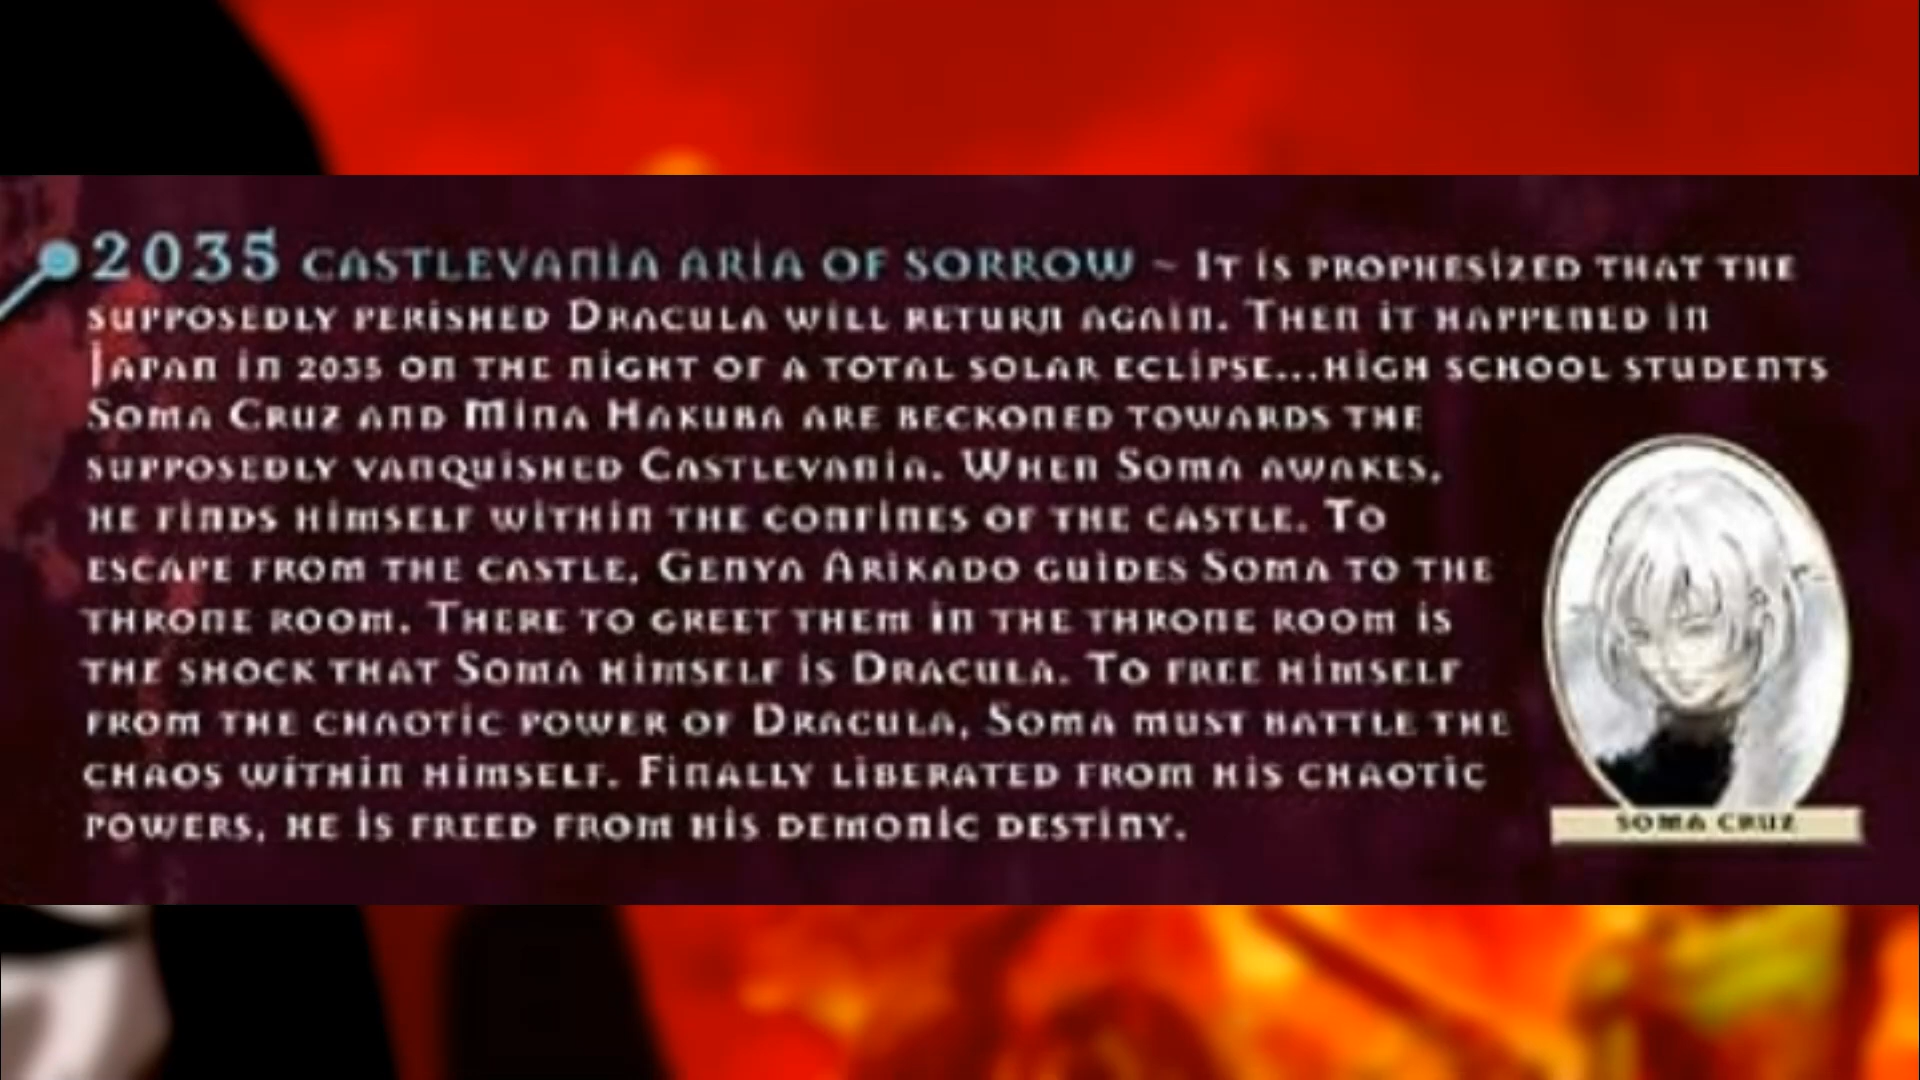 2035 Castlevania Aria of Sorrow ~ It is prophesized that the
supposedly perished Dracula will return again. Then it happened in
Japan in 2035 on the night of a total solar eclipse...high school students
Soma Cruz and Mina Hakuba are beckoned towards the
supposedly vanquished Castlevania. When Soma awakes,
he finds himself within the confines of the castle. To
escape from the castle, Genya Arikado guides Soma to the
throne room. There to greet them in the throne room is
the shock that Soma himself is Dracula. To free himself
from the chaotic power of Dracula, Soma must battle the
chaos within himself. Finally liberated from his chaotic
powers, he is freed from his demonic destiny.
Soma Cruz